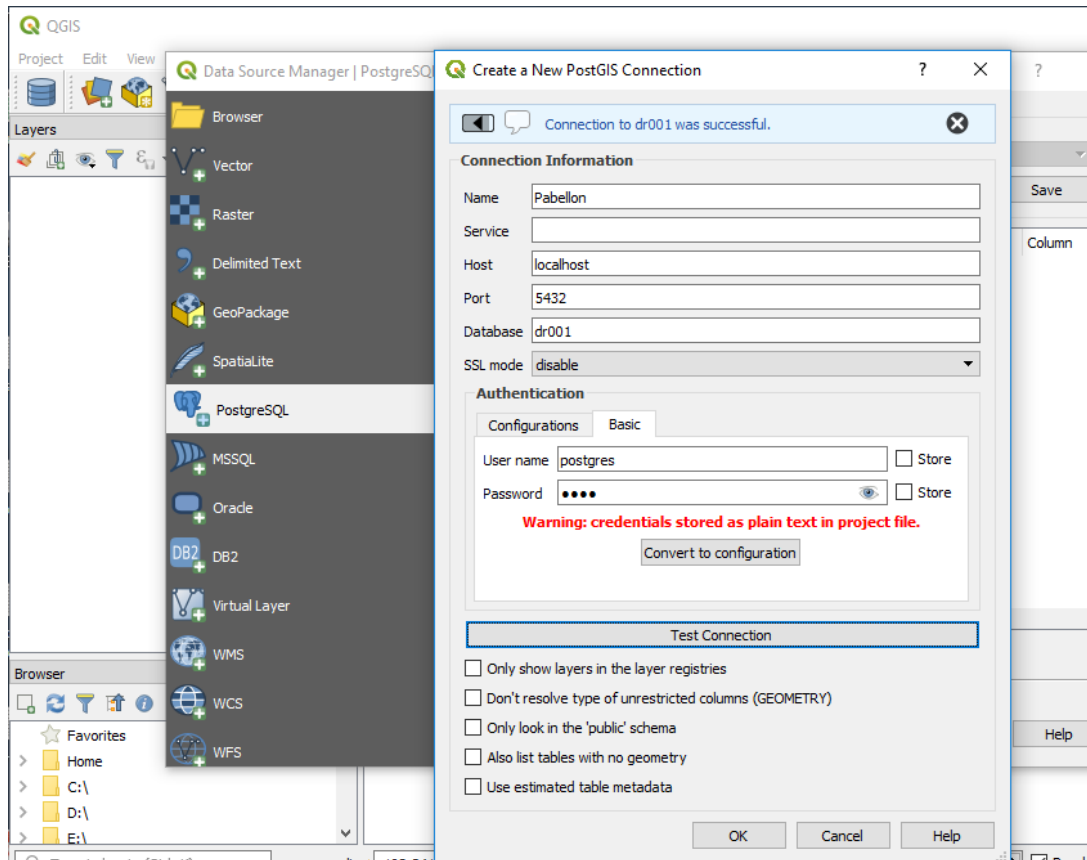 QGIS
Project Edit View
Data Source Manager | PostgreSQL
Create a New PostGIS Connection
?
?
Connection to dr001 was successful.
Layers
Browser
Vector
Raster
Delimited Text
GeoPackage
SpatiaLite
PostgreSQL
MSSQL
Oracle
DB2
DB2
Virtual Layer
WMS
WCS
WFS
Connection Information
Name Pabellon
Service
Host localhost
Port 5432
Database dr001
SSL mode disable
Authentication
Configurations Basic
User name postgres Store
Password •••• Store
Warning: credentials stored as plain text in project file.
Convert to configuration
Test Connection
Only show layers in the layer registries
Don't resolve type of unrestricted columns (GEOMETRY)
Only look in the 'public' schema
Also list tables with no geometry
Use estimated table metadata
OK Cancel Help
Save
Column
Help
Browser
Favorites
Home
C:\
D:\
E:\